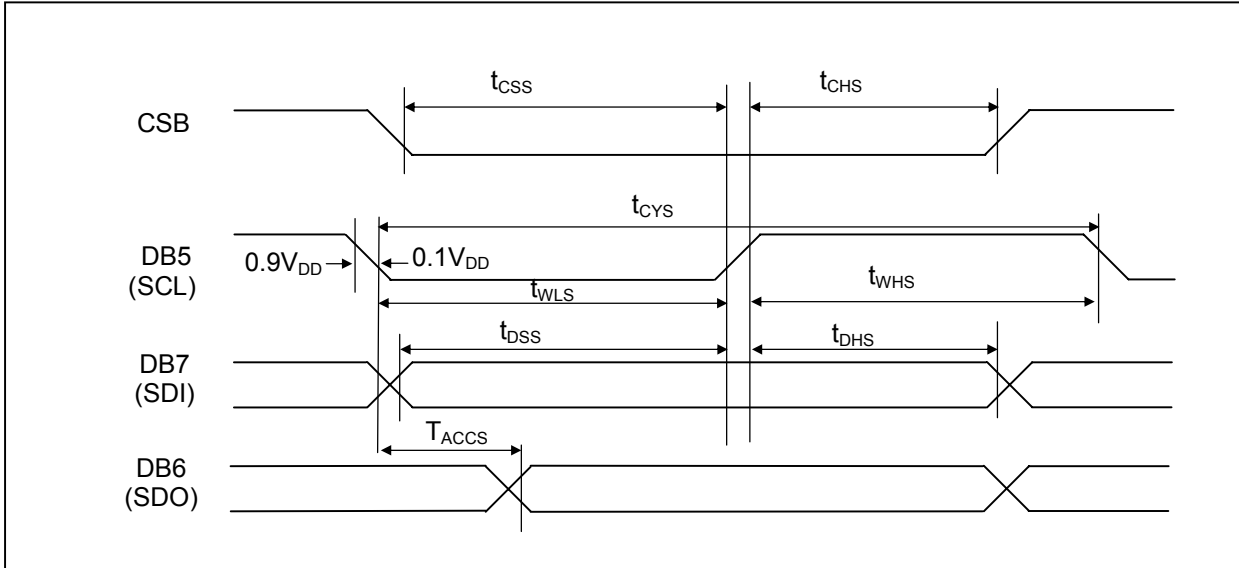 tCSS
tCHS
CSB
tCYS
DB5
(SCL)
0.9VDD
0.1VDD
tWLS
tWHS
tDSS
tDHS
DB7
(SDI)
TACCS
DB6
(SDO)